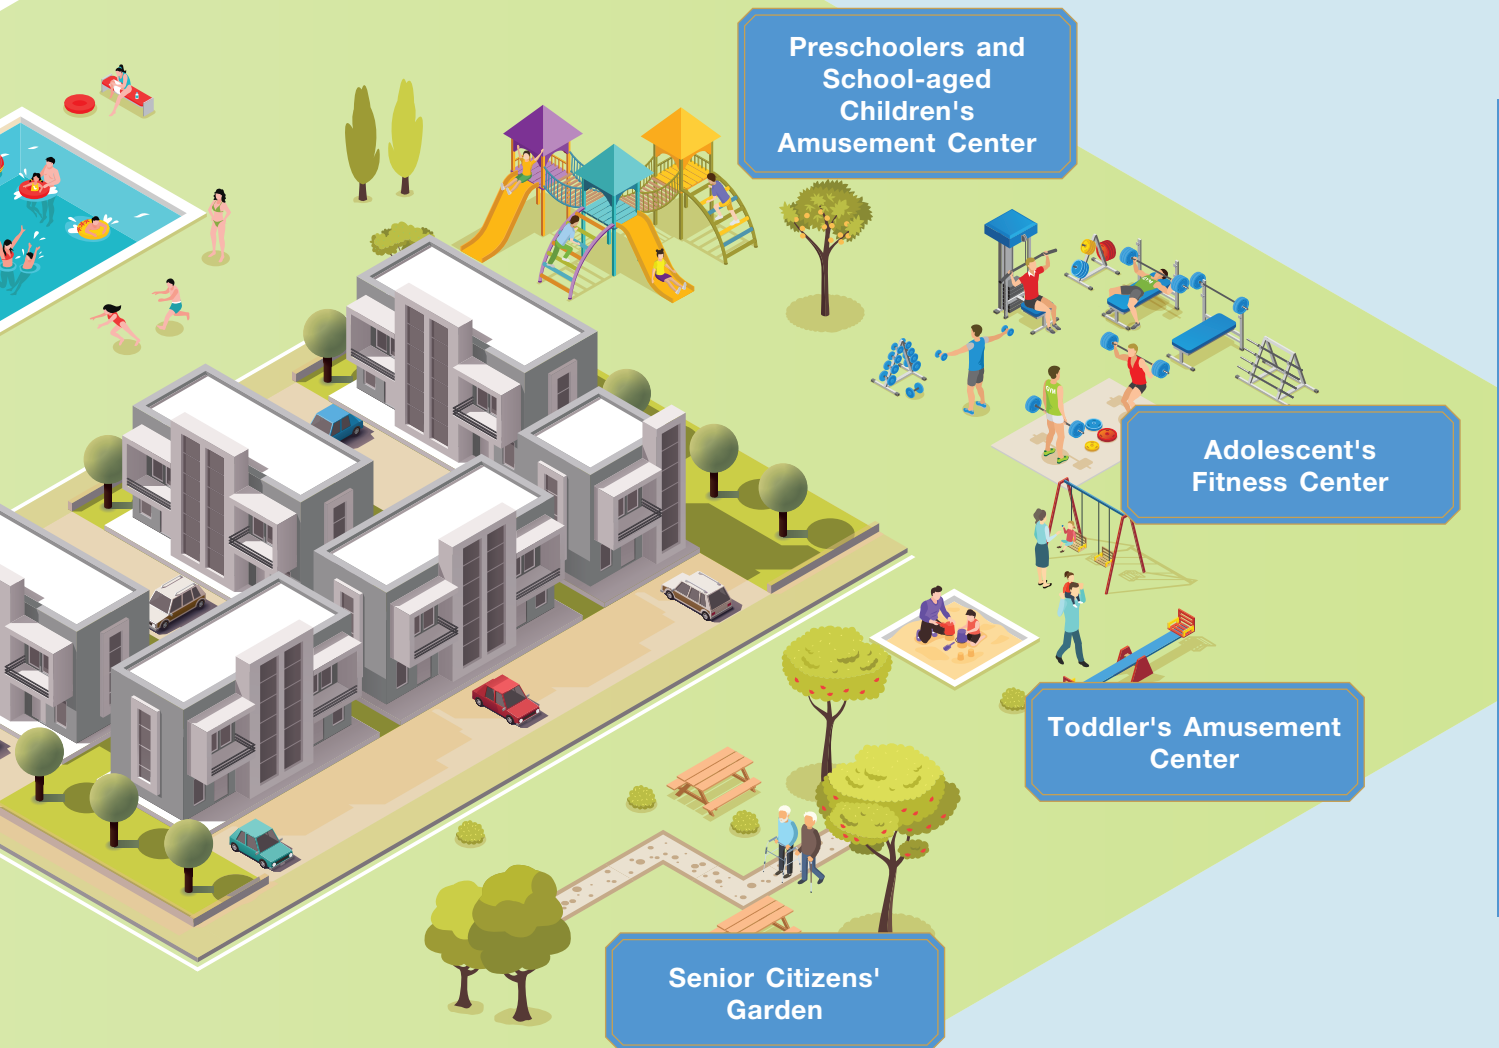 Preschoolers and
School-aged
Children's
Amusement Center
Adolescent's
Fitness Center
Toddler's Amusement
Center
Senior Citizens'
Garden